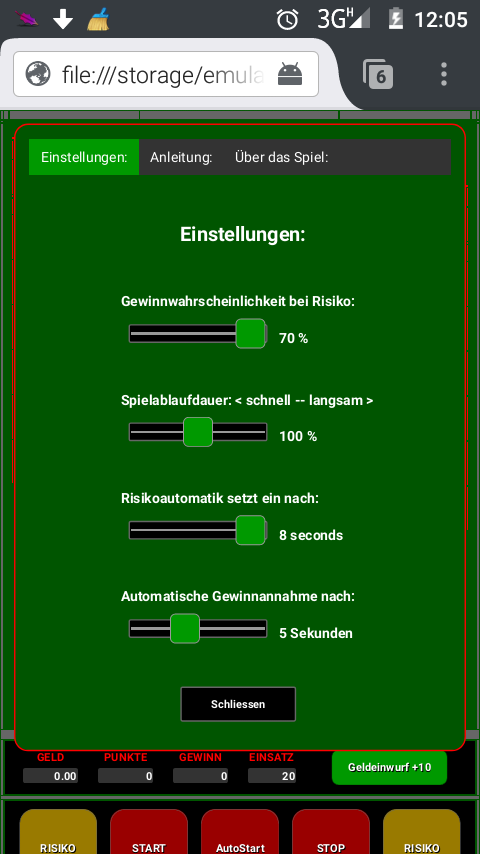 3G H 12:05
file:///storage/emula 6
Einstellungen: Anleitung: Über das Spiel:
Einstellungen:
Gewinnwahrscheinlichkeit bei Risiko:
70 %
Spielablaufdauer: < schnell -- langsam >
100 %
Risikoautomatik setzt ein nach:
8 seconds
Automatische Gewinnannahme nach:
5 Sekunden
Schliessen
GELD PUNKTE GEWINN EINSATZ
0.00 0 0 20 Geldeinwurf +10
RISIKO START AutoStart STOP RISIKO